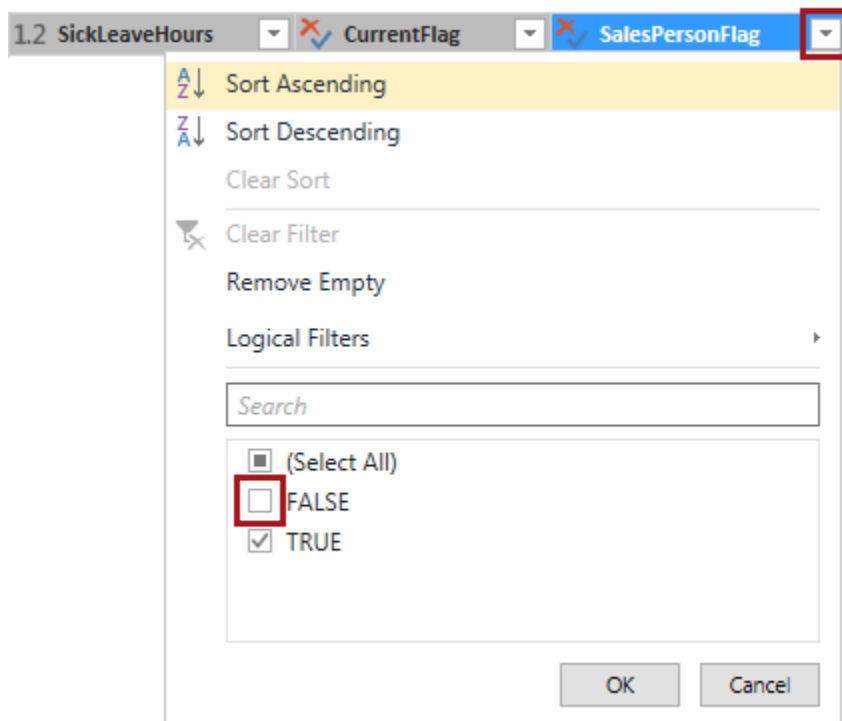 1.2 SickLeaveHours CurrentFlag SalesPersonFlag
A Z Sort Ascending
Z A Sort Descending
Clear Sort
Clear Filter
Remove Empty
Logical Filters
Search
(Select All)
FALSE
TRUE
OK Cancel